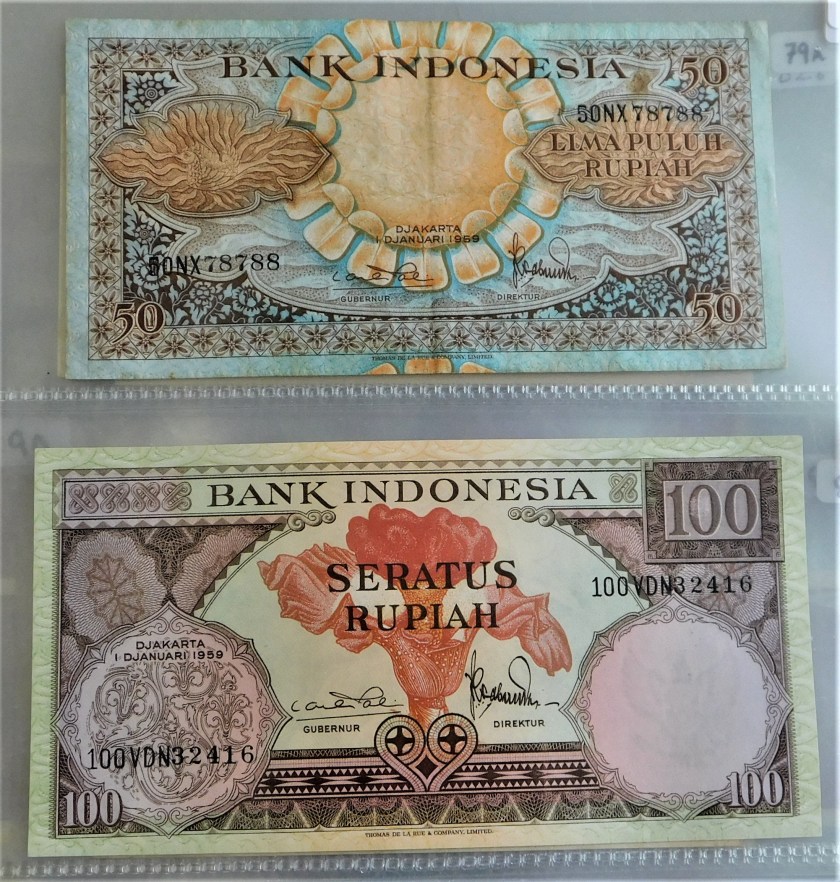 BANK INDONESIA 50
79A
50NX78788
LIMA PULUH
RUPIAH
DJAKARTA
1 DJANUARI 1959
50NX78788
GUBERNUR
DIREKTUR
50
50
THOMAS DE LA RUE & COMPANY, LIMITED.
BANK INDONESIA
100
SERATUS
RUPIAH
100VDN32416
DJAKARTA
1 DJANUARI 1959
GUBERNUR
DIREKTUR
100VDN32416
100
100
THOMAS DE LA RUE & COMPANY, LIMITED.